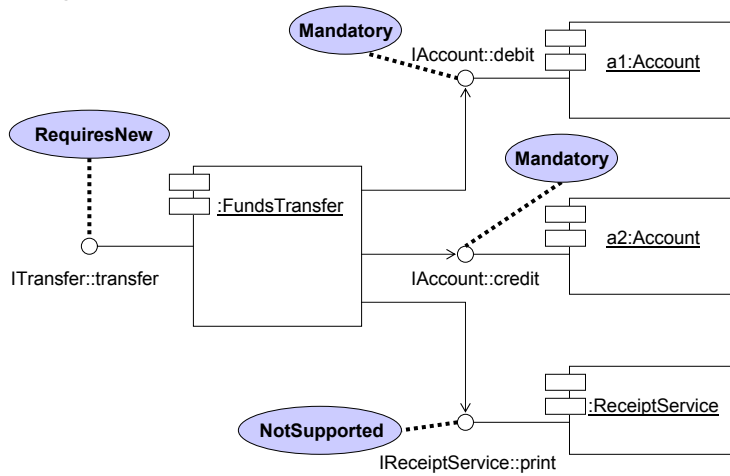 Mandatory
IAccount::debit
a1:Account
RequiresNew
Mandatory
:FundsTransfer
a2:Account
ITransfer::transfer
IAccount::credit
:ReceiptService
NotSupported
IReceiptService::print